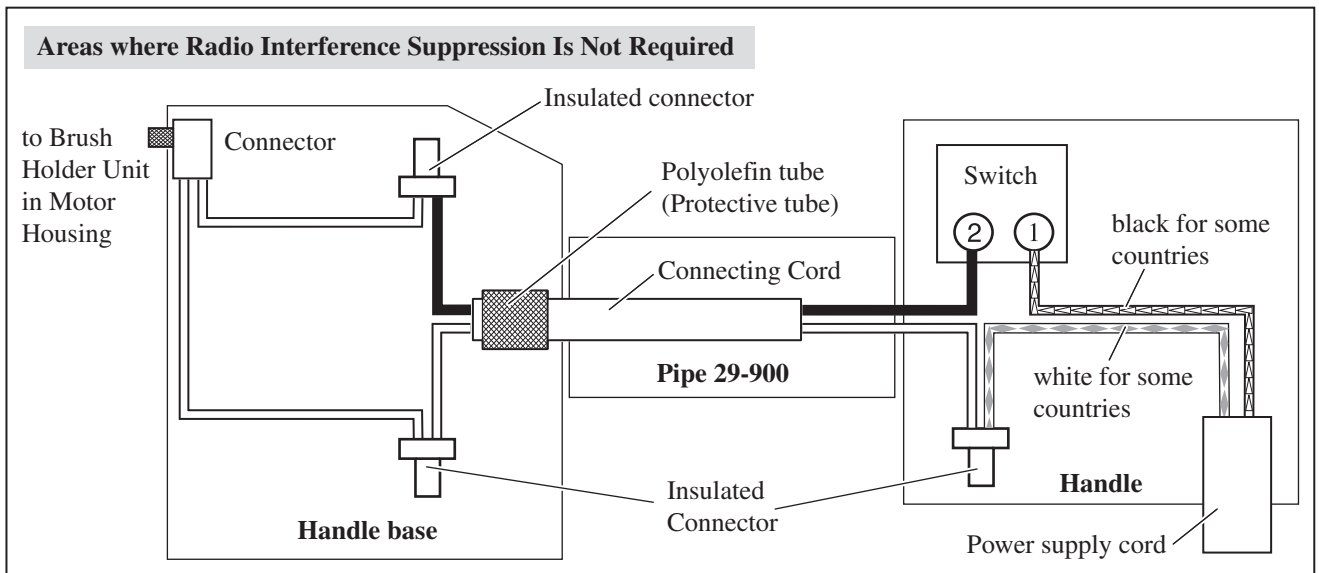 Areas where Radio Interference Suppression Is Not Required
Insulated connector
to Brush
Holder Unit
in Motor
Housing
Connector
Polyolefin tube
(Protective tube)
Switch
2
1
black for some
countries
Connecting Cord
Pipe 29-900
white for some
countries
Insulated
Connector
Handle
Handle base
Power supply cord